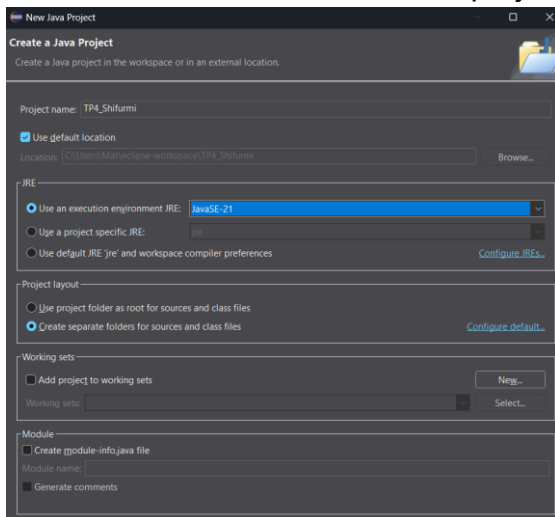 New Java Project
Create a Java Project
Create a Java project in the workspace or in an external location.
Project name: TP4_Shifurmi
Use default location
Location: C:\Users\Mat\eclipse-workspace\TP4_Shifurmi Browse...
JRE
Use an execution environment JRE: JavaSE-21
Use a project specific JRE: jre
Use default JRE 'jre' and workspace compiler preferences Configure JREs...
Project layout
Use project folder as root for sources and class files
Create separate folders for sources and class files Configure default...
Working sets
Add project to working sets New...
Working sets: Select...
Module
Create module-info.java file
Module name:
Generate comments